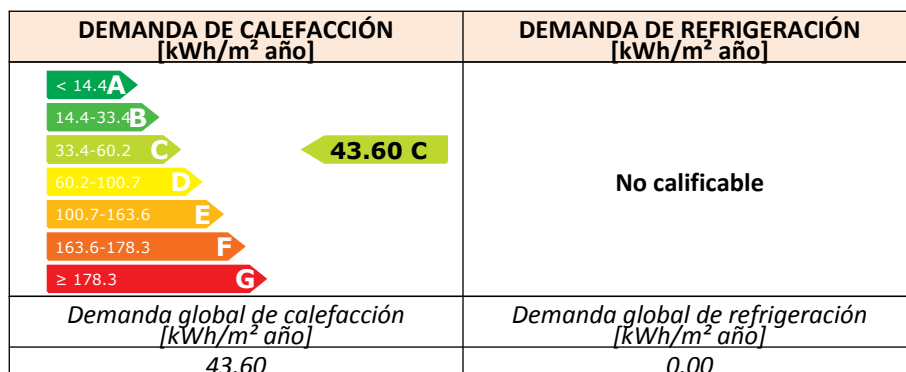 DEMANDA DE CALEFACCIÓN
[kWh/m² año]
DEMANDA DE REFRIGERACIÓN
[kWh/m² año]
< 14.4 A
14.4-33.4 B
33.4-60.2 C
43.60 C
60.2-100.7 D
100.7-163.6 E
163.6-178.3 F
≥ 178.3 G
No calificable
Demanda global de calefacción
[kWh/m² año]
Demanda global de refrigeración
[kWh/m² año]
43.60
0.00